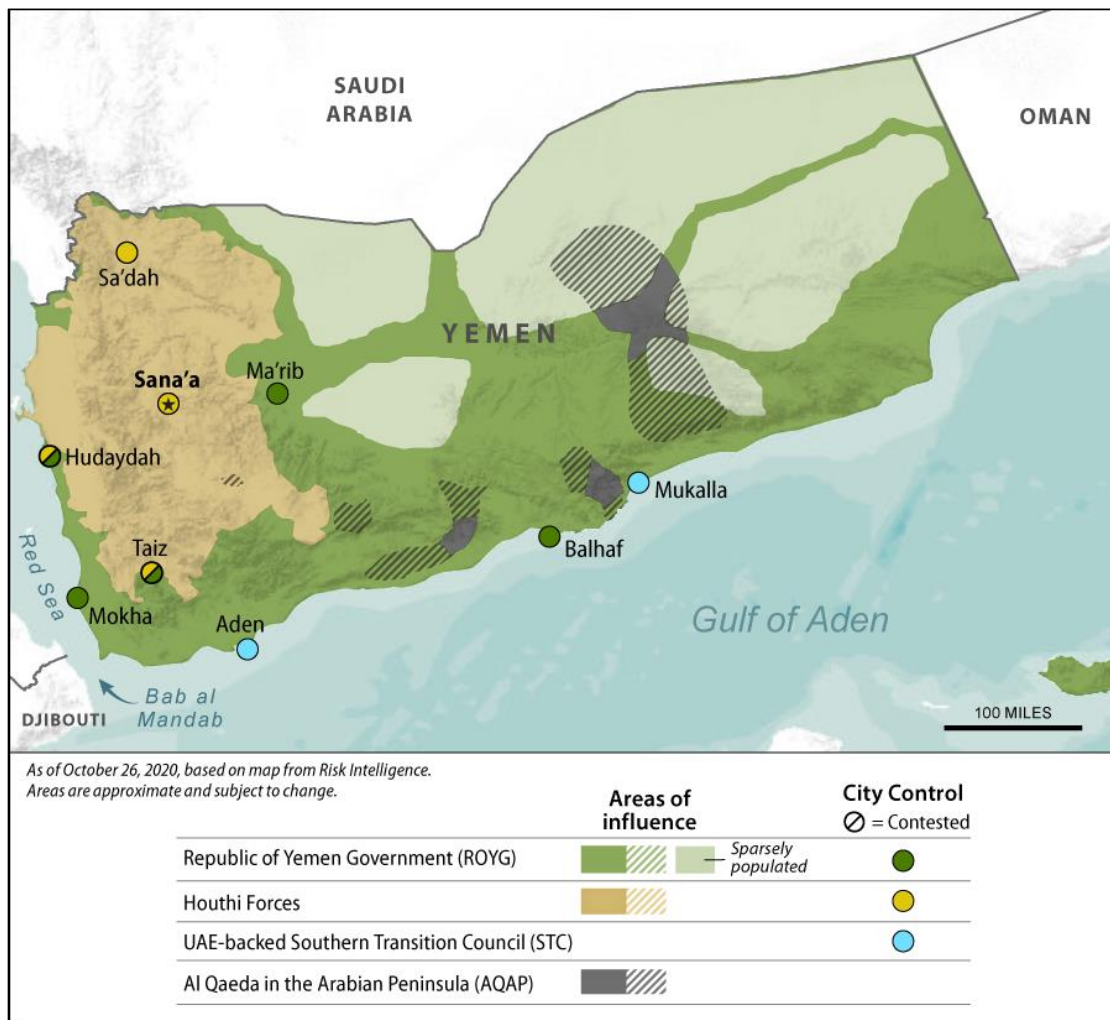 SAUDI
ARABIA
OMAN
Sa'dah
YEMEN
Ma'rib
Sana'a
Hudaydah
Mukalla
Balhaf
Taiz
Red Sea
Mokha
Aden
Gulf of Aden
Bab al
Mandab
DJIBOUTI
100 MILES
As of October 26, 2020, based on map from Risk Intelligence.
Areas are approximate and subject to change.
Areas of
influence
City Control
= Contested
Republic of Yemen Government (ROYG)
Sparsely
populated
Houthi Forces
UAE-backed Southern Transition Council (STC)
Al Qaeda in the Arabian Peninsula (AQAP)